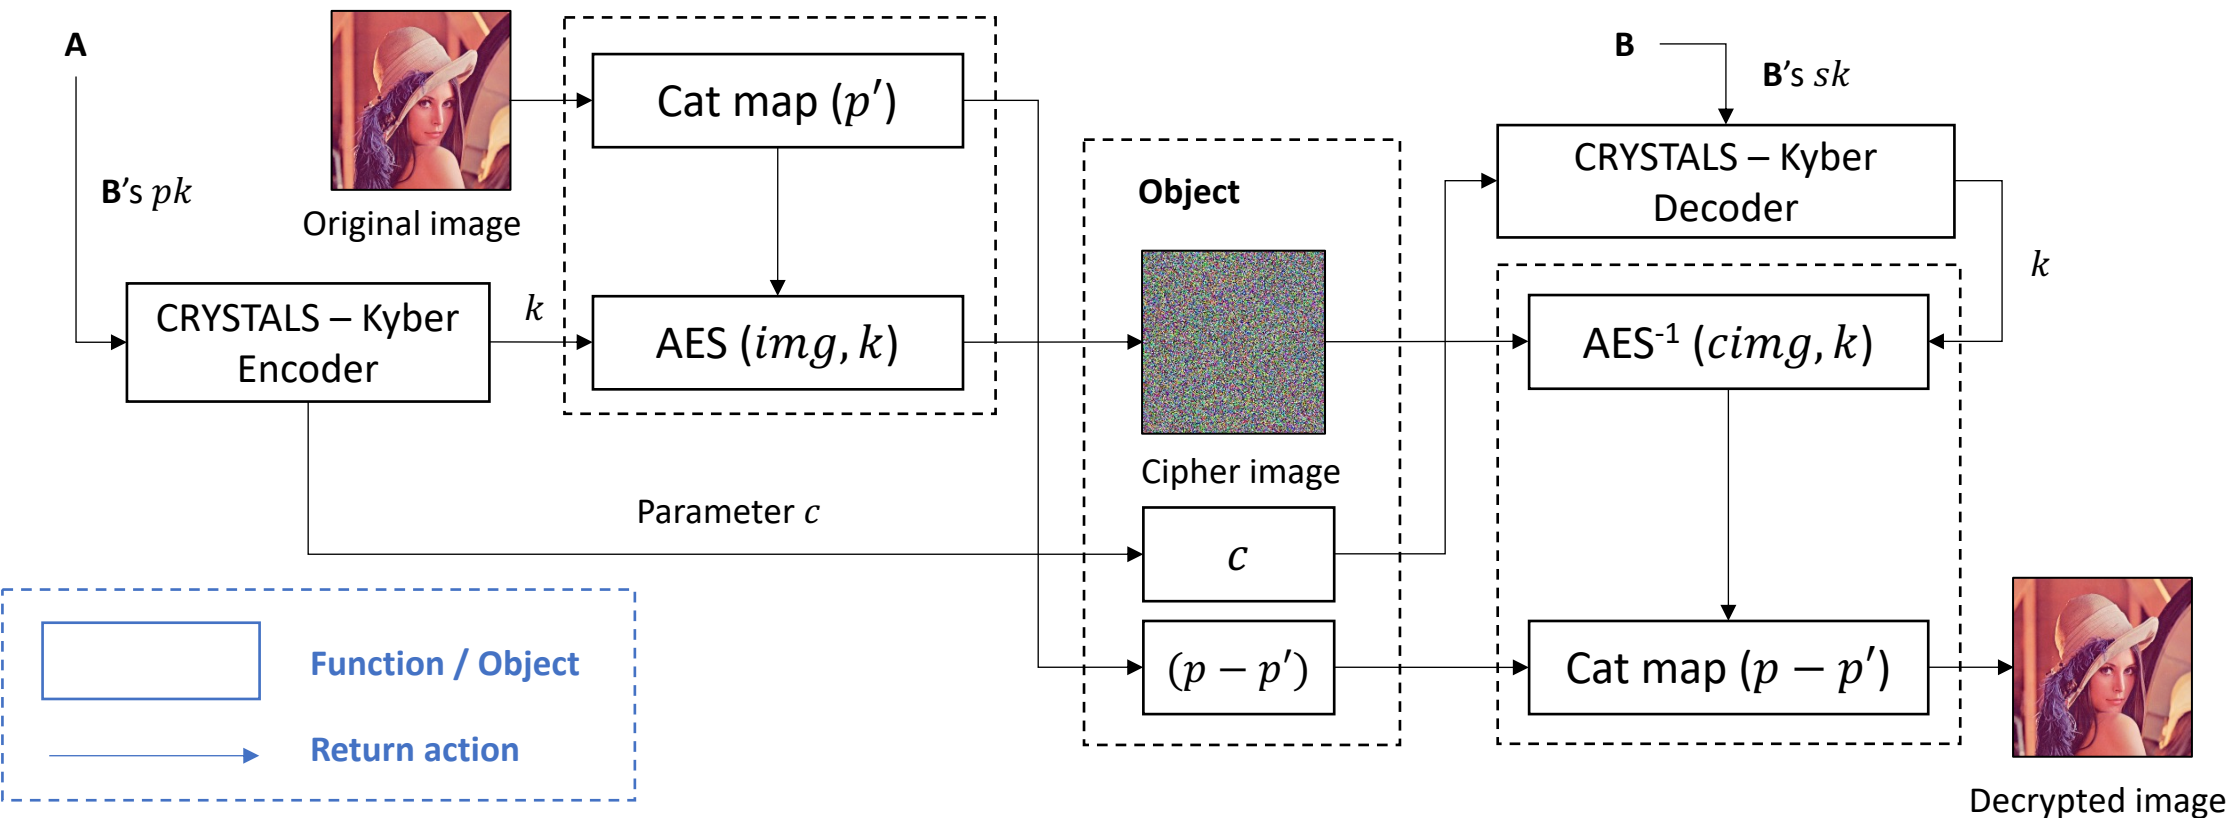 A
B's pk
Original image
CRYSTALS – Kyber
Encoder
k
Cat map (p′)
AES (img, k)
Parameter c
Object
Cipher image
c
(p − p′)
B
B's sk
CRYSTALS – Kyber
Decoder
k
AES⁻¹ (cimg, k)
Cat map (p − p′)
Decrypted image
Function / Object
Return action